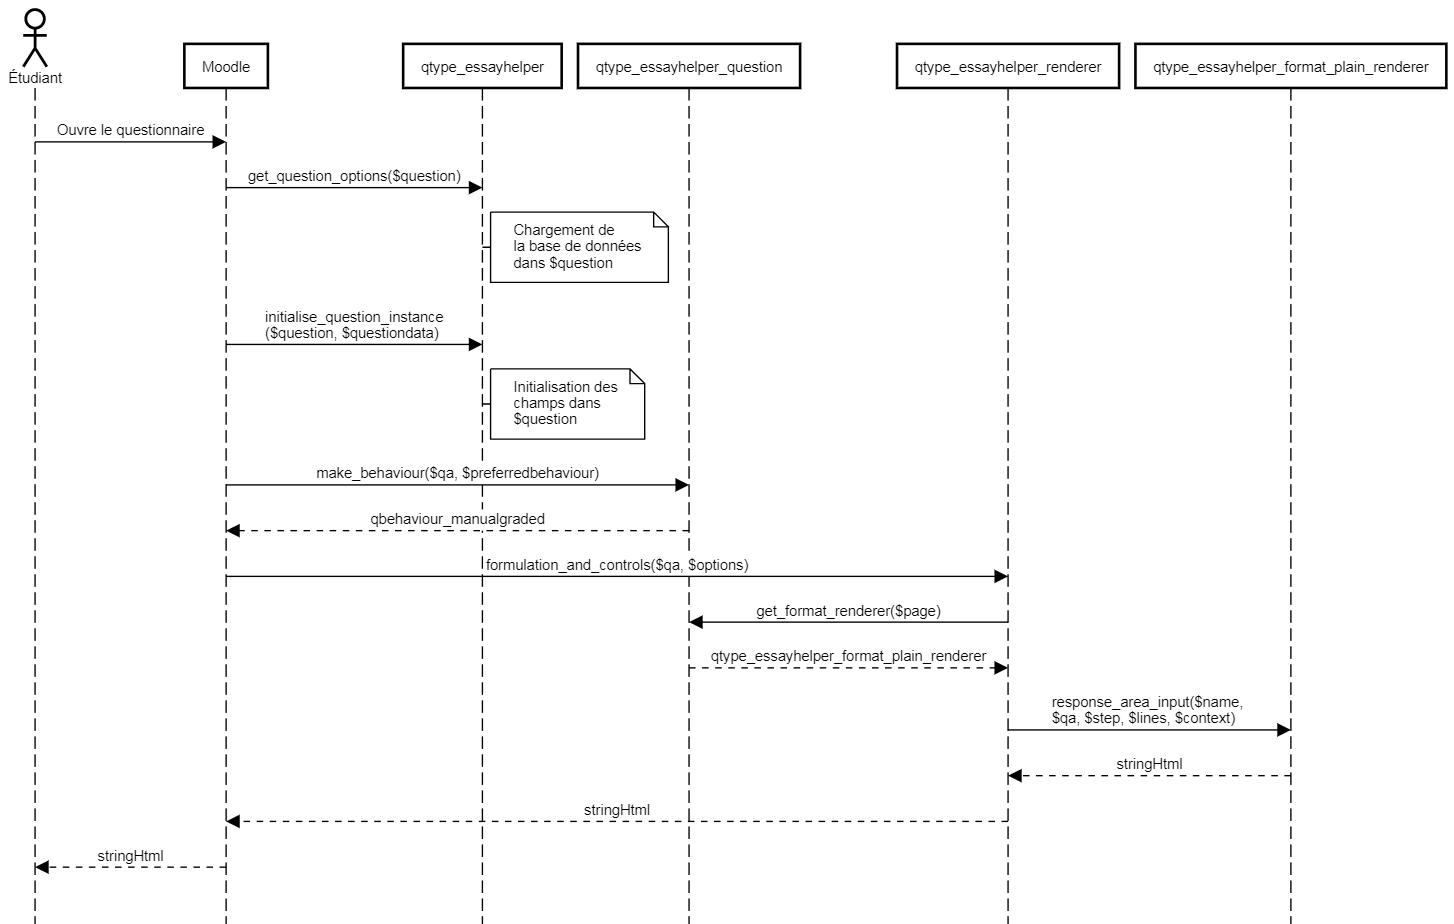 Étudiant
Moodle
qtype_essayhelper
qtype_essayhelper_question
qtype_essayhelper_renderer
qtype_essayhelper_format_plain_renderer
Ouvre le questionnaire
get_question_options($question)
Chargement de
la base de données
dans $question
initialise_question_instance
($question, $questiondata)
Initialisation des
champs dans
$question
make_behaviour($qa, $preferredbehaviour)
qbehaviour_manualgraded
formulation_and_controls($qa, $options)
get_format_renderer($page)
qtype_essayhelper_format_plain_renderer
response_area_input($name,
$qa, $step, $lines, $context)
stringHtml
stringHtml
stringHtml